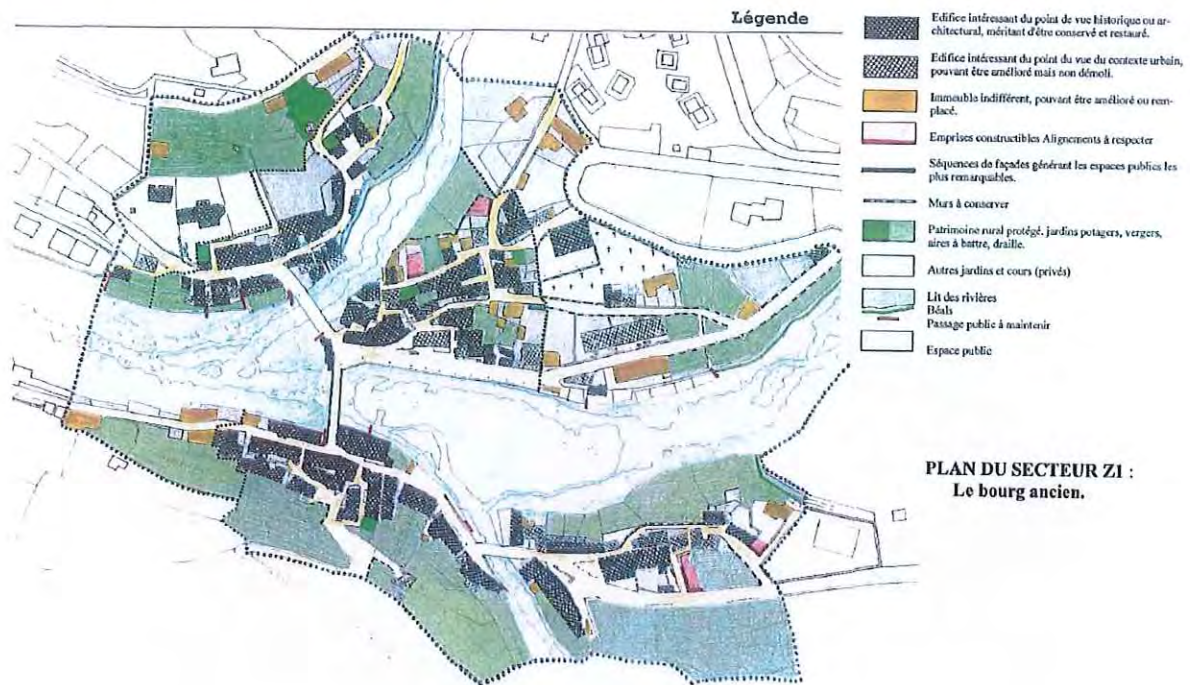 Légende
Edifice intéressant du point de vue historique ou ar-
chitectural, méritant d'être conservé et restauré.
Edifice intéressant du point du vue du contexte urbain,
pouvant être amélioré mais non démoli.
Immeuble indifférent, pouvant être amélioré ou rem-
placé.
Emprises constructibles Alignements à respecter
Séquences de façades générant les espaces publics les
plus remarquables.
Murs à conserver
Patrimoine rural protégé. jardins potagers, vergers,
aires à battre, draille.
Autres jardins et cours (privés)
Lit des rivières
Béals
Passage public à maintenir
Espace public
PLAN DU SECTEUR Z1 :
Le bourg ancien.